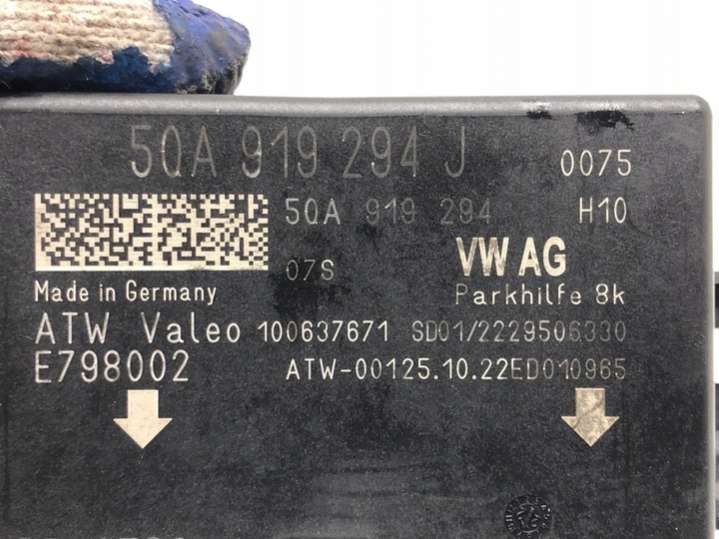 5QA 919 294 J 0075
5QA 919 294 H10
07S VW AG
Made in Germany Parkhilfe 8k
ATW Valeo 100637671 SD01/2229506330
E798002 ATW-00125.10.22ED010965